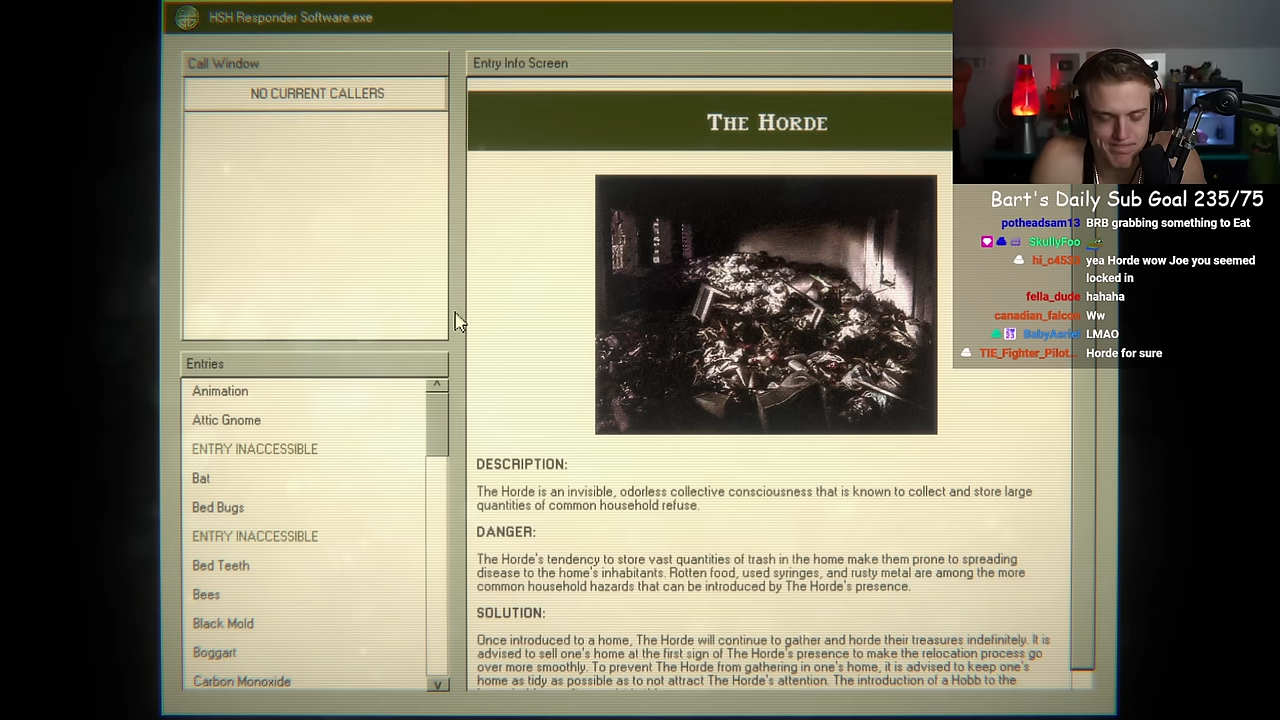 HSH Responder Software.exe
Call Window
NO CURRENT CALLERS
Entries
Animation
Attic Gnome
ENTRY INACCESSIBLE
Bat
Bed Bugs
ENTRY INACCESSIBLE
Bed Teeth
Bees
Black Mold
Boggart
Carbon Monoxide
Entry Info Screen
THE HORDE
DESCRIPTION:
The Horde is an invisible, odorless collective consciousness that is known to collect and store large
quantities of common household refuse.
DANGER:
The Horde's tendency to store vast quantities of trash in the home make them prone to spreading
disease to the home's inhabitants. Rotten food, used syringes, and rusty metal are among the more
common household hazards that can be introduced by The Horde's presence.
SOLUTION:
Once introduced to a home, The Horde will continue to gather and horde their treasures indefinitely. It is
advised to sell one's home at the first sign of The Horde's presence to make the relocation process go
over more smoothly. To prevent The Horde from gathering in one's home, it is advised to keep one's
home as tidy as possible as to not attract The Horde's attention. The introduction of a Hobb to the
Bart's Daily Sub Goal 235/75
potheadsam13 BRB grabbing something to Eat
SkullyFoo
yea Horde wow Joe you seemed
locked in
fella_dude hahaha
Ww
LMAO
TIE_Fighter_Pilot... Horde for sure